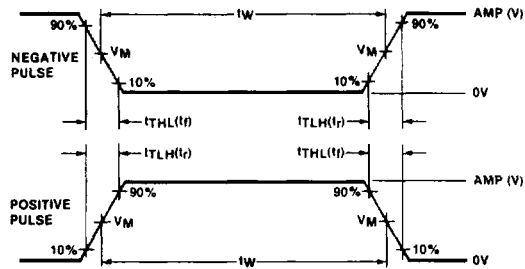 tW
90% 90% AMP (V)
NEGATIVE
PULSE
VM VM
10% 10%
0V
tTHL(tf) tTLH(tr)
tTLH(tr) tTHL(tf)
AMP (V)
POSITIVE
PULSE
90% 90%
VM VM
10% 10%
tW
0V